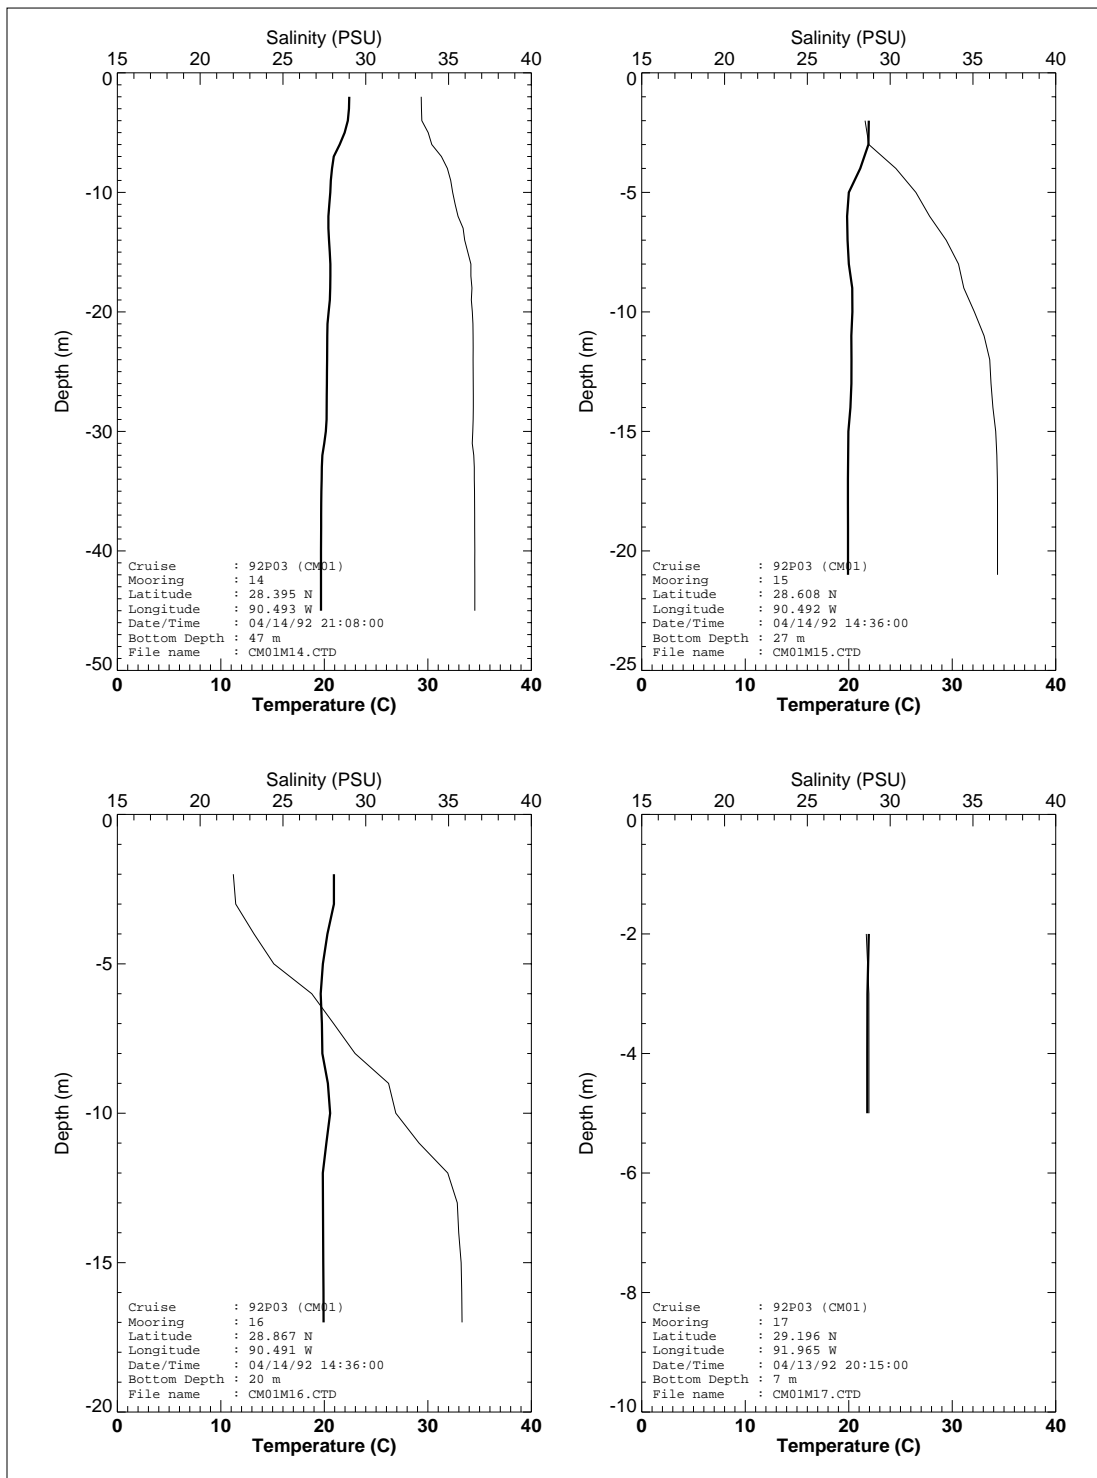 Salinity (PSU)
15 20 25 30 35 40
0
-10
-20
-30
-40
-50
Depth (m)
Cruise : 92P03 (CM01)
Mooring : 14
Latitude : 28.395 N
Longitude : 90.493 W
Date/Time : 04/14/92 21:08:00
Bottom Depth : 47 m
File name : CM01M14.CTD
0 10 20 30 40
Temperature (C)
Salinity (PSU)
15 20 25 30 35 40
0
-5
-10
-15
-20
-25
Depth (m)
Cruise : 92P03 (CM01)
Mooring : 15
Latitude : 28.608 N
Longitude : 90.492 W
Date/Time : 04/14/92 14:36:00
Bottom Depth : 27 m
File name : CM01M15.CTD
0 10 20 30 40
Temperature (C)
Salinity (PSU)
15 20 25 30 35 40
0
-5
-10
-15
-20
Depth (m)
Cruise : 92P03 (CM01)
Mooring : 16
Latitude : 28.867 N
Longitude : 90.491 W
Date/Time : 04/14/92 14:36:00
Bottom Depth : 20 m
File name : CM01M16.CTD
0 10 20 30 40
Temperature (C)
Salinity (PSU)
15 20 25 30 35 40
0
-2
-4
-6
-8
-10
Depth (m)
Cruise : 92P03 (CM01)
Mooring : 17
Latitude : 29.196 N
Longitude : 91.965 W
Date/Time : 04/13/92 20:15:00
Bottom Depth : 7 m
File name : CM01M17.CTD
0 10 20 30 40
Temperature (C)